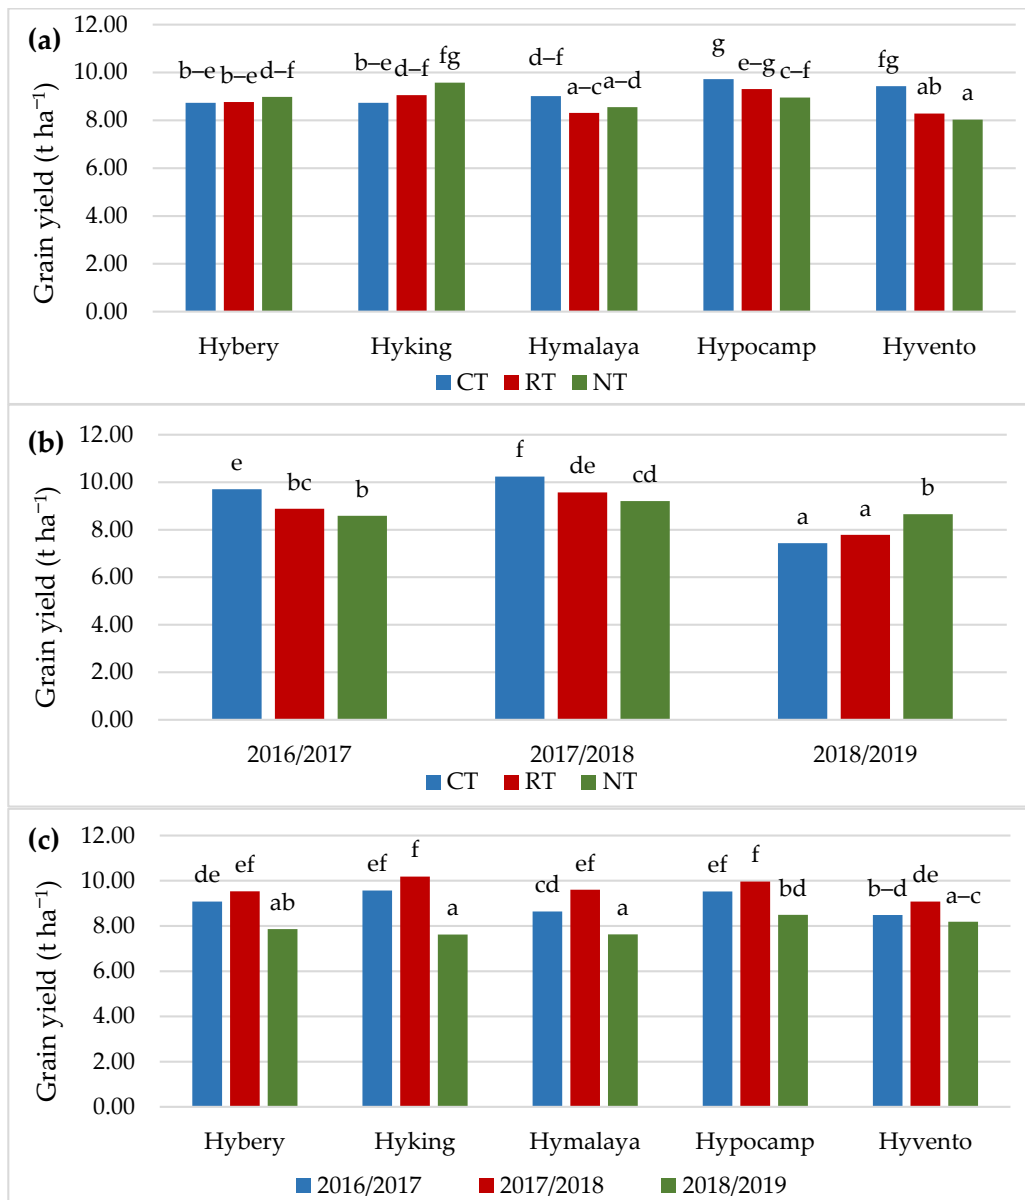 (a)
Grain yield (t ha⁻¹)
12.00
10.00
8.00
6.00
4.00
2.00
0.00
b–e b–e d–f
b–e d–f fg
d–f a–c a–d
g e–g c–f
fg ab a
Hybery Hyking Hymalaya Hypocamp Hyvento
CT RT NT
(b)
Grain yield (t ha⁻¹)
12.00
10.00
8.00
6.00
4.00
2.00
0.00
e bc b
f de cd
a a b
2016/2017 2017/2018 2018/2019
CT RT NT
(c)
Grain yield (t ha⁻¹)
12.00
10.00
8.00
6.00
4.00
2.00
0.00
de ef ab
ef f a
cd ef a
ef f bd
b–d de a–c
Hybery Hyking Hymalaya Hypocamp Hyvento
2016/2017 2017/2018 2018/2019